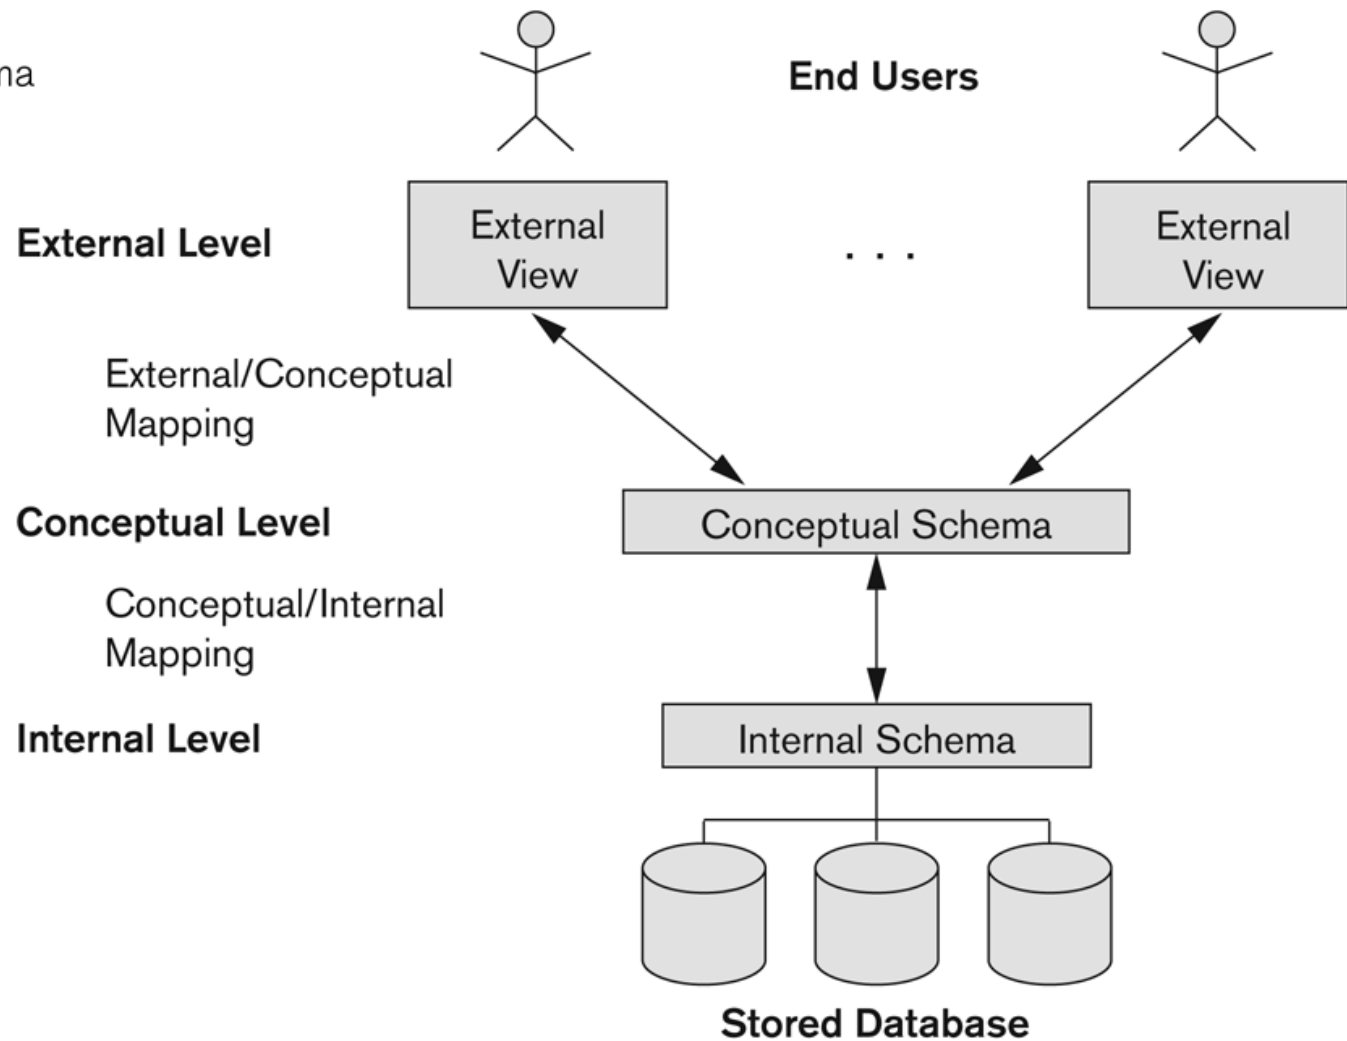 ma
End Users
External Level
External
View
. . .
External
View
External/Conceptual
Mapping
Conceptual Level
Conceptual Schema
Conceptual/Internal
Mapping
Internal Level
Internal Schema
Stored Database